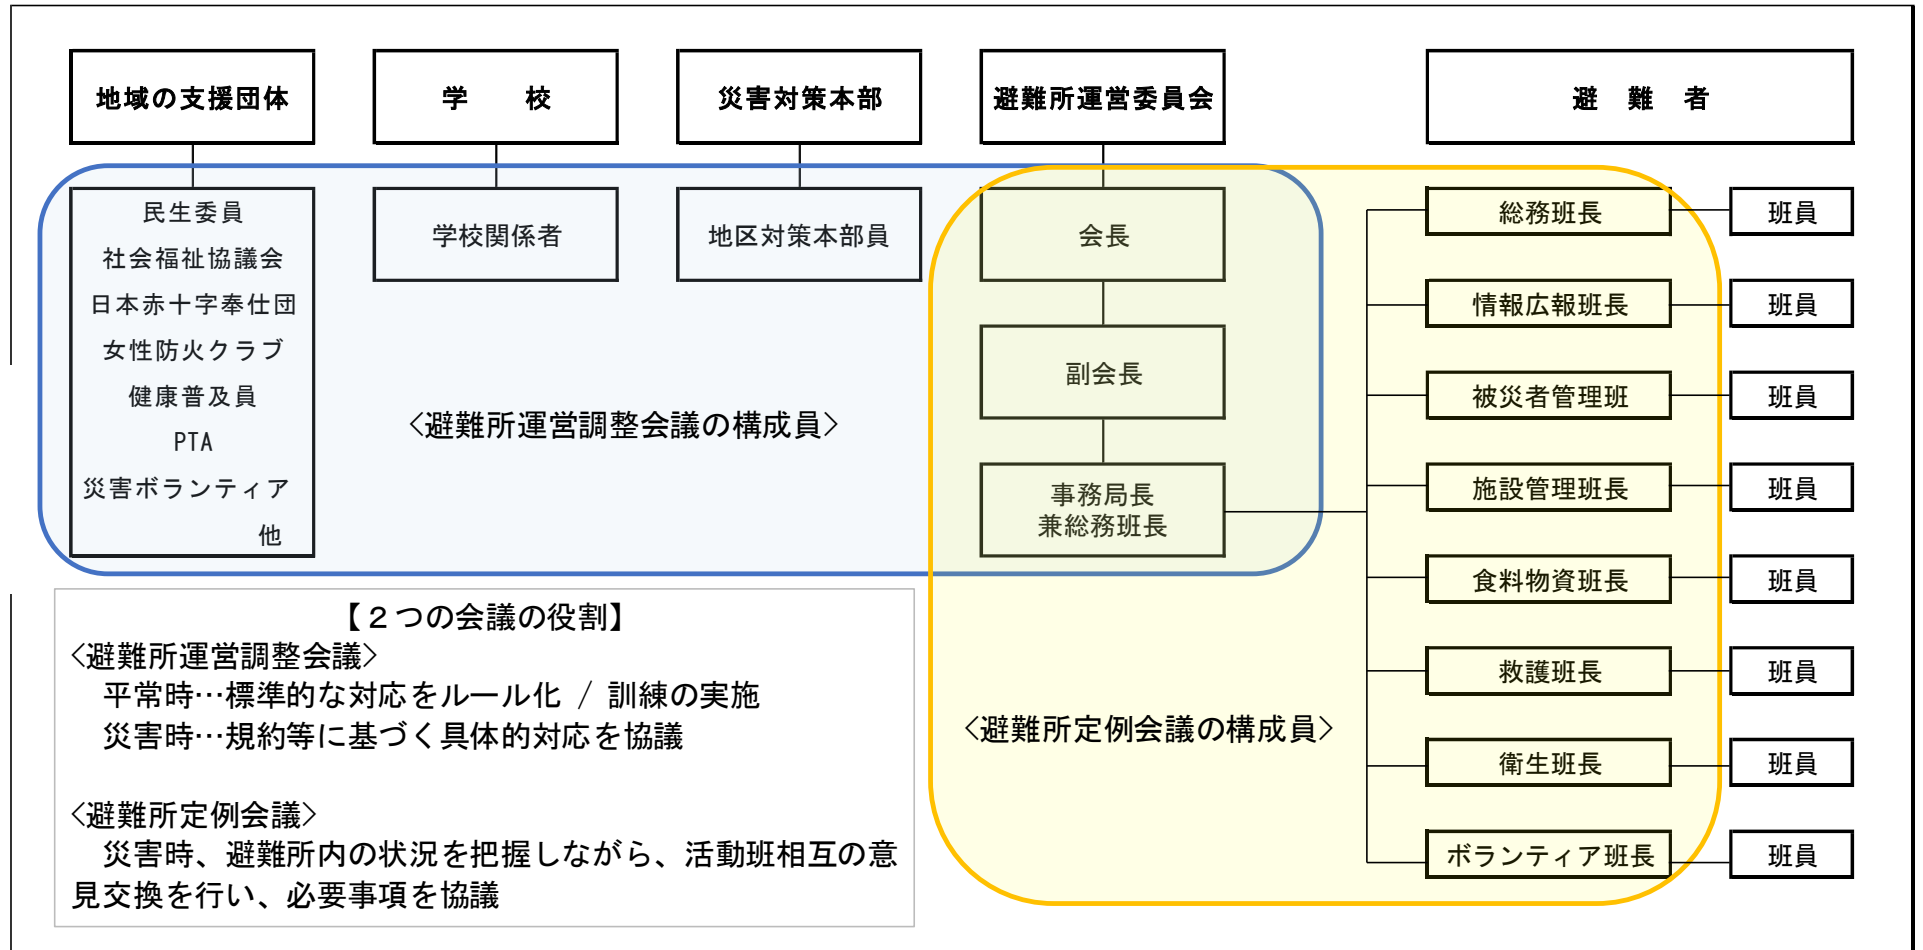 地域の支援団体
学　　校
災害対策本部
避難所運営委員会
避　難　者
民生委員
社会福祉協議会
日本赤十字奉仕団
女性防火クラブ
健康普及員
PTA
災害ボランティア
他
学校関係者
地区対策本部員
会長
副会長
事務局長
兼総務班長
<避難所運営調整会議の構成員>
総務班長
班員
情報広報班長
班員
被災者管理班
班員
施設管理班長
班員
食料物資班長
班員
救護班長
班員
衛生班長
班員
ボランティア班長
班員
<避難所定例会議の構成員>
【２つの会議の役割】
<避難所運営調整会議>
平常時…標準的な対応をルール化 / 訓練の実施
災害時…規約等に基づく具体的対応を協議
<避難所定例会議>
災害時、避難所内の状況を把握しながら、活動班相互の意
見交換を行い、必要事項を協議